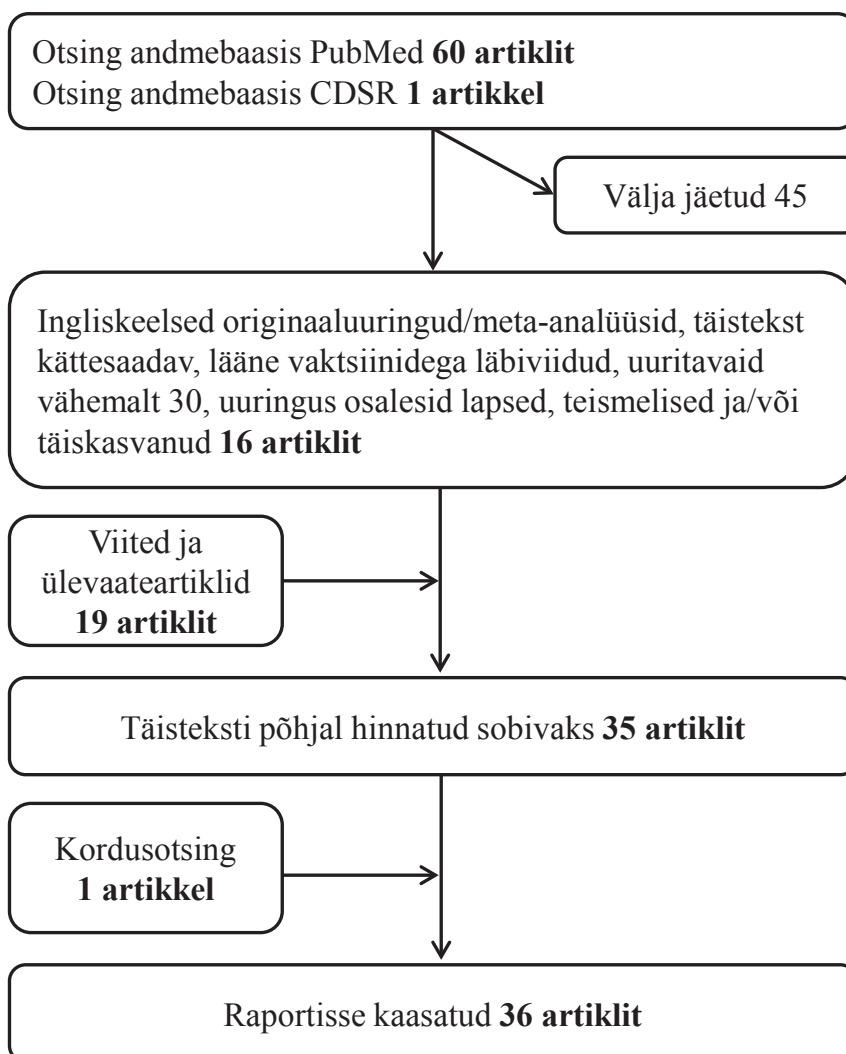 Otsing andmebaasis PubMed 60 artiklit
Otsing andmebaasis CDSR 1 artikkel
Välja jäetud 45
Ingliskeelsed originaaluuringud/meta-analüüsid, täistekst
kättesaadav, lääne vaktsiinidega läbiviidud, uuritavaid
vähemalt 30, uuringus osalesid lapsed, teismelised ja/või
täiskasvanud 16 artiklit
Viited ja
ülevaateartiklid
19 artiklit
Täisteksti põhjal hinnatud sobivaks 35 artiklit
Kordusotsing
1 artikkel
Raportisse kaasatud 36 artiklit